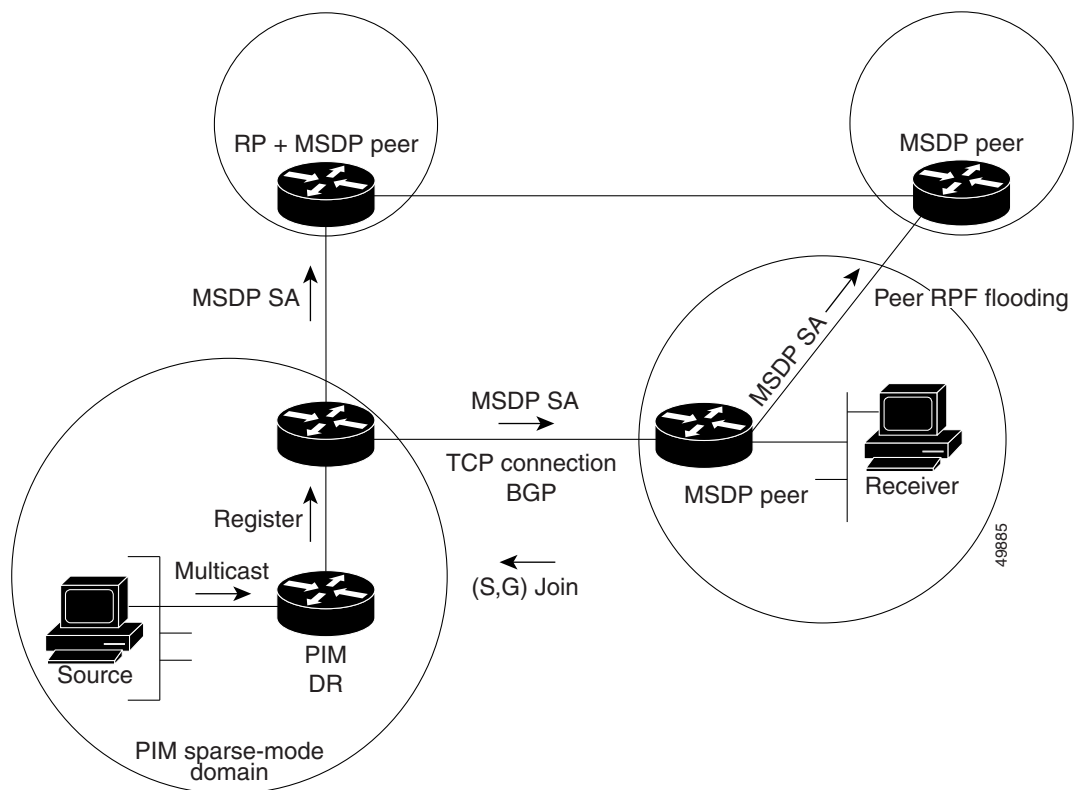 RP + MSDP peer
MSDP peer
MSDP SA
Peer RPF flooding
MSDP SA
MSDP SA
TCP connection
BGP
MSDP peer
Receiver
Register
49885
Multicast
(S,G) Join
Source
PIM
DR
PIM sparse-mode
domain